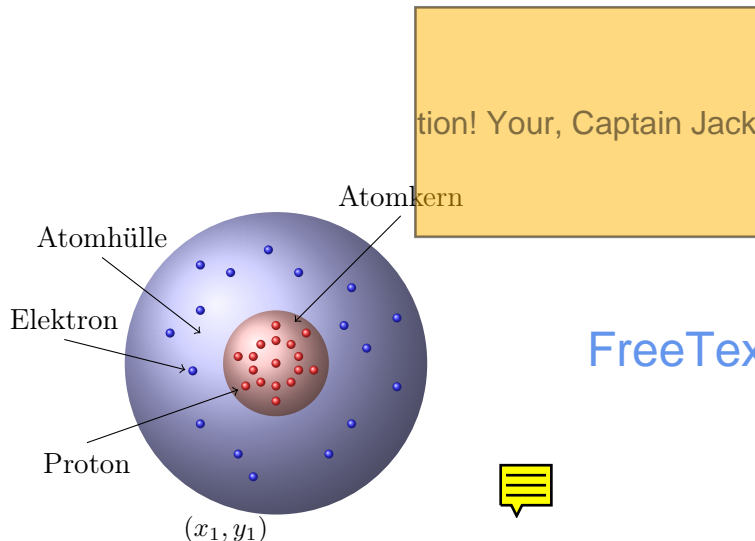 tion! Your, Captain Jack
Atomkern
Atomhülle
Elektron
FreeTex
Proton
(x₁, y₁)